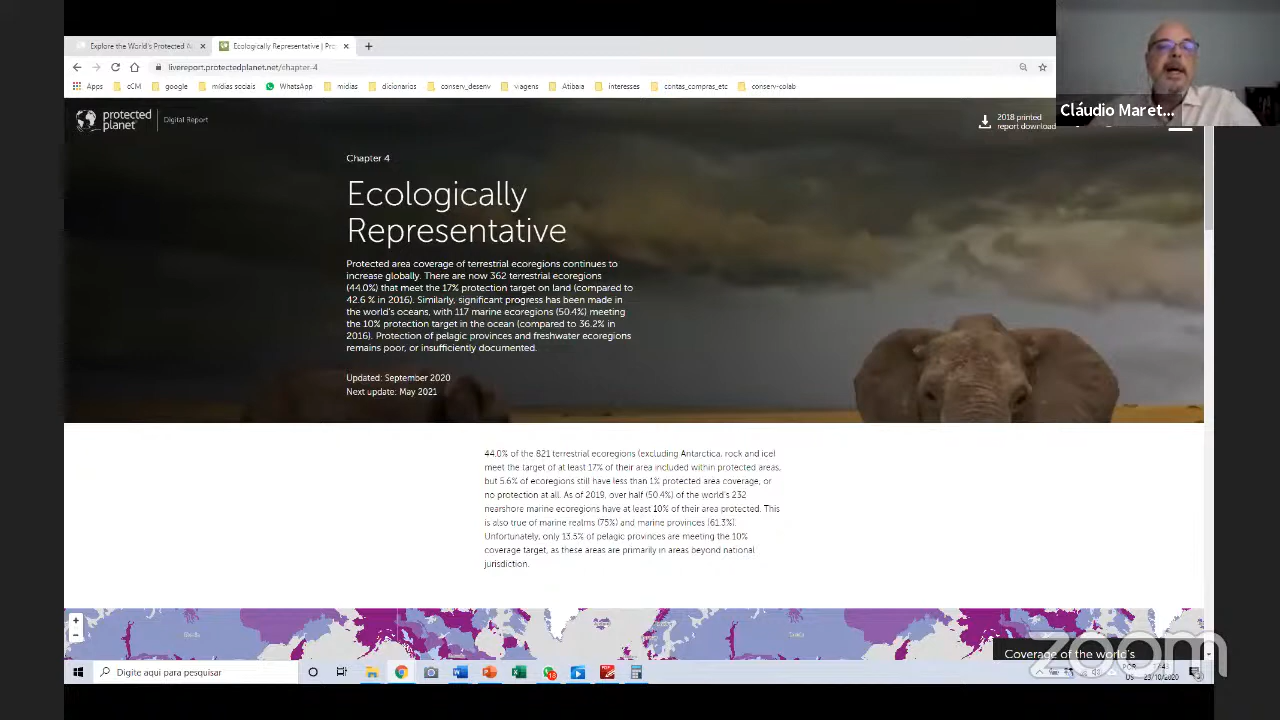 Explore the World's Protected A
Ecologically Representative | Pro
livereport.protectedplanet.net/chapter-4
Apps
cCM
google
mídias sociais
WhatsApp
midias
dicionarios
conserv_desenv
viagens
Atibaia
interesses
contas_compras_etc
conserv-colab
Cláudio Maret...
protected
planet
Digital Report
2018 printed
report download
Chapter 4
Ecologically
Representative
Protected area coverage of terrestrial ecoregions continues to
increase globally. There are now 362 terrestrial ecoregions
(44.0%) that meet the 17% protection target on land (compared to
42.6 % in 2016). Similarly, significant progress has been made in
the world's oceans, with 117 marine ecoregions (50.4%) meeting
the 10% protection target in the ocean (compared to 36.2% in
2016). Protection of pelagic provinces and freshwater ecoregions
remains poor, or insufficiently documented.
Updated: September 2020
Next update: May 2021
44.0% of the 821 terrestrial ecoregions (excluding Antarctica, rock and ice)
meet the target of at least 17% of their area included within protected areas,
but 5.6% of ecoregions still have less than 1% protected area coverage, or
no protection at all. As of 2019, over half (50.4%) of the world's 232
nearshore marine ecoregions have at least 10% of their area protected. This
is also true of marine realms (75%) and marine provinces (61.3%).
Unfortunately, only 13.5% of pelagic provinces are meeting the 10%
coverage target, as these areas are primarily in areas beyond national
jurisdiction.
Coverage of the world's
zoom
Digite aqui para pesquisar
POR
23/10/2020